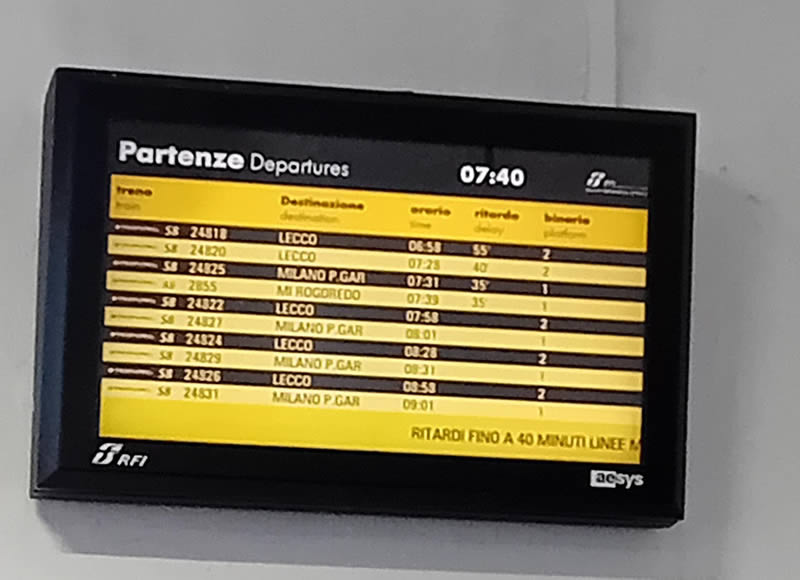 Partenze Departures 07:40
treno Destinazione orario ritardo binario
train destination time delay platform
S8 24818 LECCO 06:58 55' 2
S8 24820 LECCO 07:28 40' 2
S8 24825 MILANO P.GAR 07:31 35' 1
2855 MI ROGOREDO 07:39 35' 1
S8 24822 LECCO 07:58 2
S8 24827 MILANO P.GAR 08:01 1
S8 24824 LECCO 08:28 2
S8 24829 MILANO P.GAR 08:31 1
S8 24826 LECCO 08:58 2
S8 24831 MILANO P.GAR 09:01 1
RITARDI FINO A 40 MINUTI LINEE M
RFI
aesys